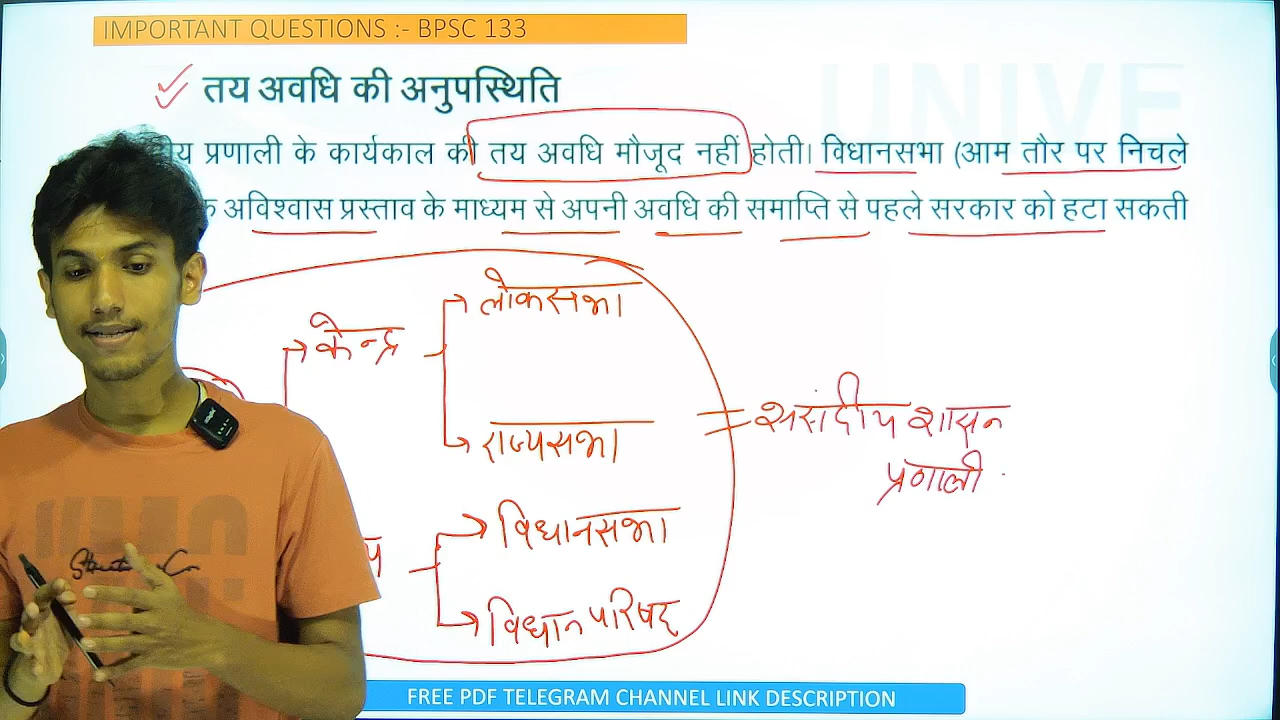 IMPORTANT QUESTIONS :- BPSC 133
UNIVE
तय अवधि की अनुपस्थिति
ीय प्रणाली के कार्यकाल की तय अवधि मौजूद नहीं होती। विधानसभा (आम तौर पर निचले
अविश्वास प्रस्ताव के माध्यम से अपनी अवधि की समाप्ति से पहले सरकार को हटा सकती
लोकसभा
केन्द्र
राज्यसभा
संसदीय शासन
प्रणाली
विधानसभा
विधान परिषद्
FREE PDF TELEGRAM CHANNEL LINK DESCRIPTION